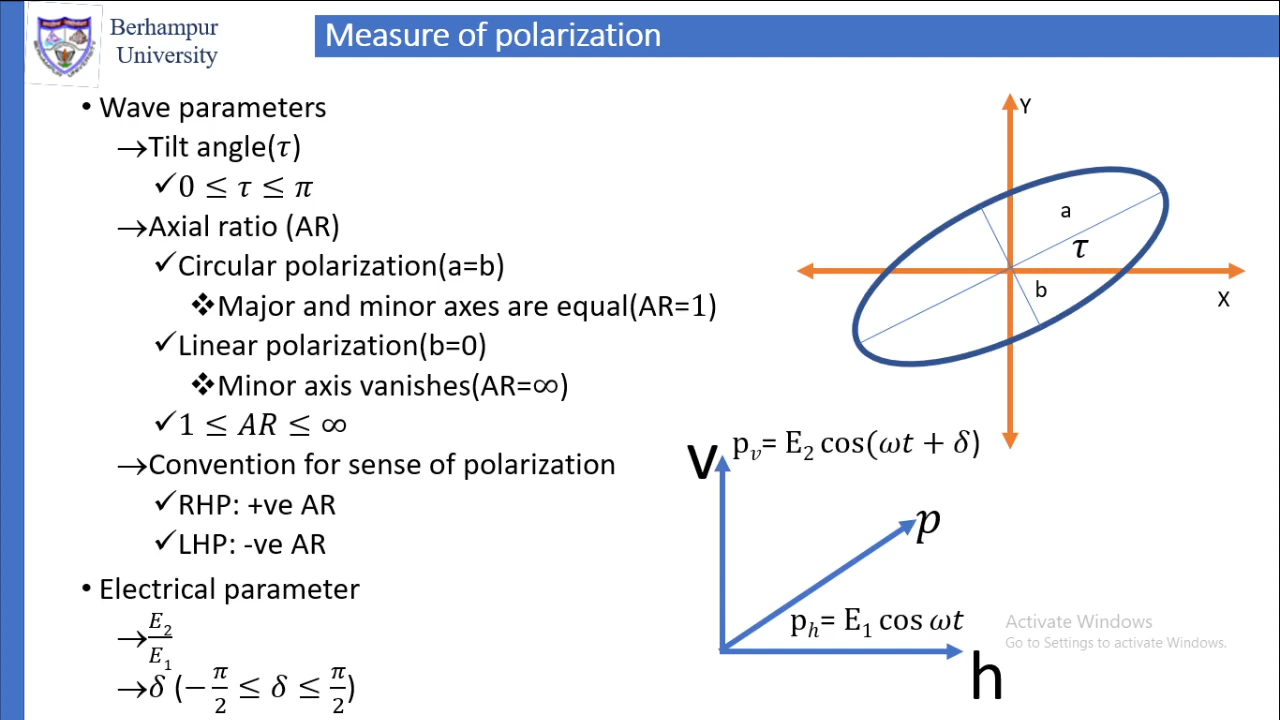 Berhampur
University
Measure of polarization
• Wave parameters
→Tilt angle(τ)
✓0 ≤ τ ≤ π
→Axial ratio (AR)
✓Circular polarization(a=b)
❖Major and minor axes are equal(AR=1)
✓Linear polarization(b=0)
❖Minor axis vanishes(AR=∞)
✓1 ≤ AR ≤ ∞
→Convention for sense of polarization
✓RHP: +ve AR
✓LHP: -ve AR
• Electrical parameter
→E₂/E₁
→δ (−π/2 ≤ δ ≤ π/2)
Y
a
τ
b
X
v
pᵥ= E₂ cos(ωt + δ)
p
pₕ= E₁ cos ωt
h
Activate Windows
Go to Settings to activate Windows.